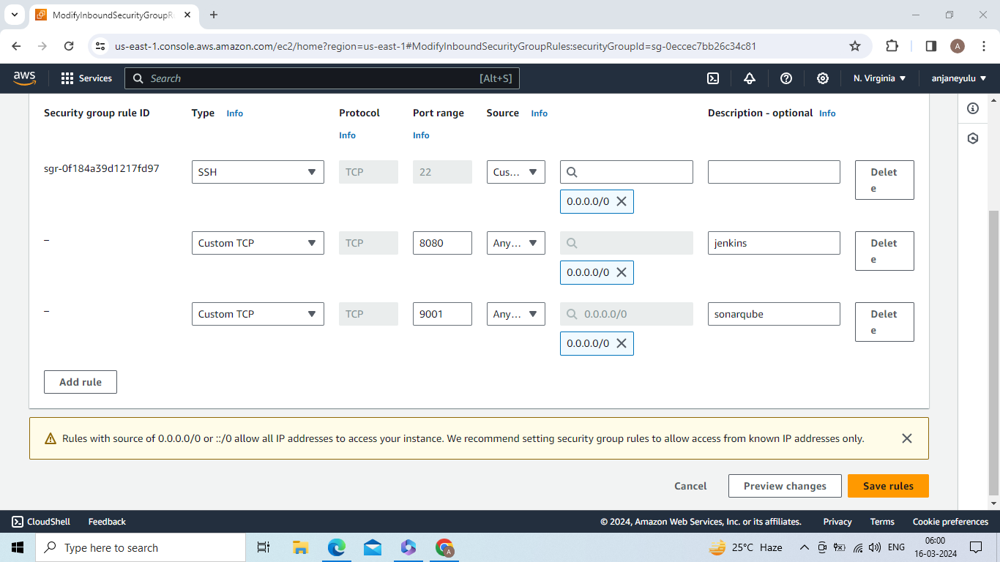 ModifyInboundSecurityGroupR
us-east-1.console.aws.amazon.com/ec2/home?region=us-east-1#ModifyInboundSecurityGroupRules:securityGroupId=sg-0eccec7bb26c34c81
A
aws Services Search [Alt+S] N. Virginia anjaneyulu
Security group rule ID Type Info Protocol Port range Source Info Description - optional Info
Info Info
sgr-0f184a39d1217fd97 SSH TCP 22 Cus... Delet
e
0.0.0.0/0
– Custom TCP TCP 8080 Any... jenkins Delet
e
0.0.0.0/0
– Custom TCP TCP 9001 Any... 0.0.0.0/0 sonarqube Delet
e
0.0.0.0/0
Add rule
Rules with source of 0.0.0.0/0 or ::/0 allow all IP addresses to access your instance. We recommend setting security group rules to allow access from known IP addresses only.
Cancel Preview changes Save rules
CloudShell Feedback © 2024, Amazon Web Services, Inc. or its affiliates. Privacy Terms Cookie preferences
Type here to search A 25°C Haze ENG 06:00
16-03-2024